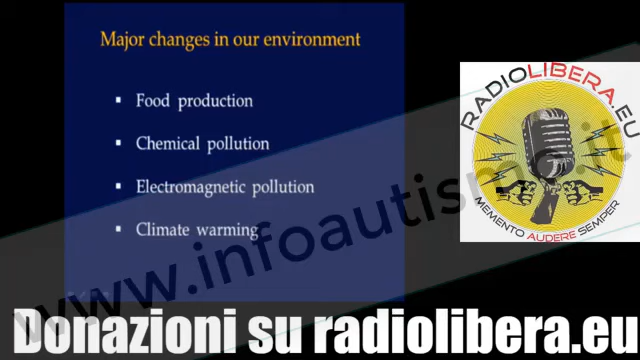 Major changes in our environment
Food production
Chemical pollution
Electromagnetic pollution
Climate warming
RADIOLIBERA.EU
MEMENTO AUDERE SEMPER
www.infoautismo.it
Donazioni su radiolibera.eu